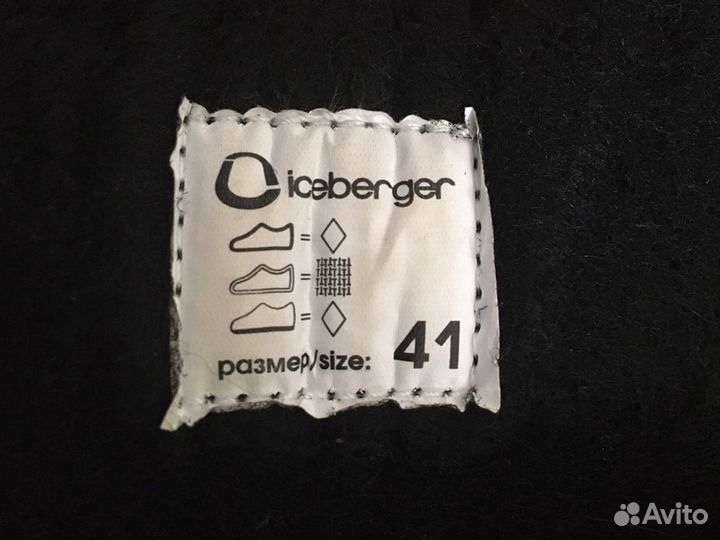 iceberger
=
=
=
размер/size: 41
Avito